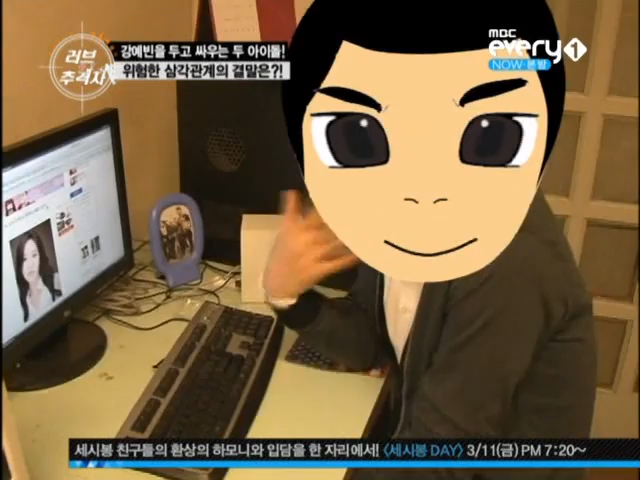 러브
추격자
강예빈을 두고 싸우는 두 아이돌!
위험한 삼각관계의 결말은?!
MBC
every1
NOW·본방
세시봉 친구들의 환상의 하모니와 입담을 한 자리에서! 〈세시봉 DAY〉 3/11(금) PM 7:20~